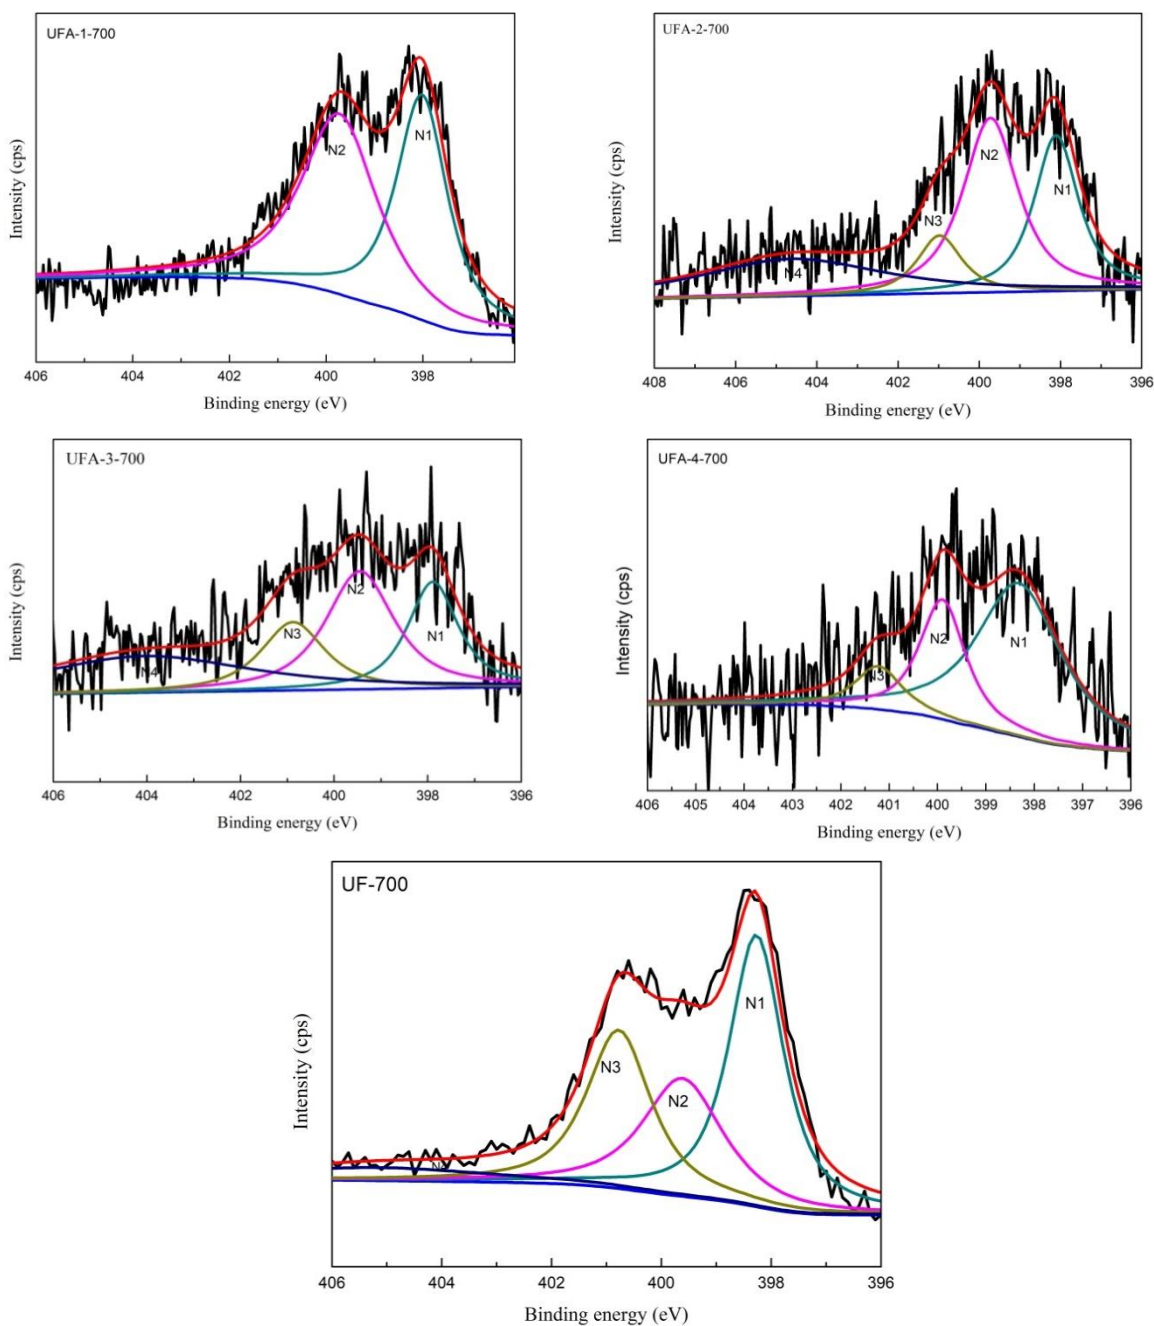 UFA-1-700
Intensity (cps)
N2
N1
406 404 402 400 398
Binding energy (eV)
UFA-2-700
Intensity (cps)
N4
N3
N2
N1
408 406 404 402 400 398 396
Binding energy (eV)
UFA-3-700
Intensity (cps)
N4
N3
N2
N1
406 404 402 400 398 396
Binding energy (eV)
UFA-4-700
Intensity (cps)
N3
N2
N1
406 405 404 403 402 401 400 399 398 397 396
Binding energy (eV)
UF-700
Intensity (cps)
N3
N2
N1
406 404 402 400 398 396
Binding energy (eV)